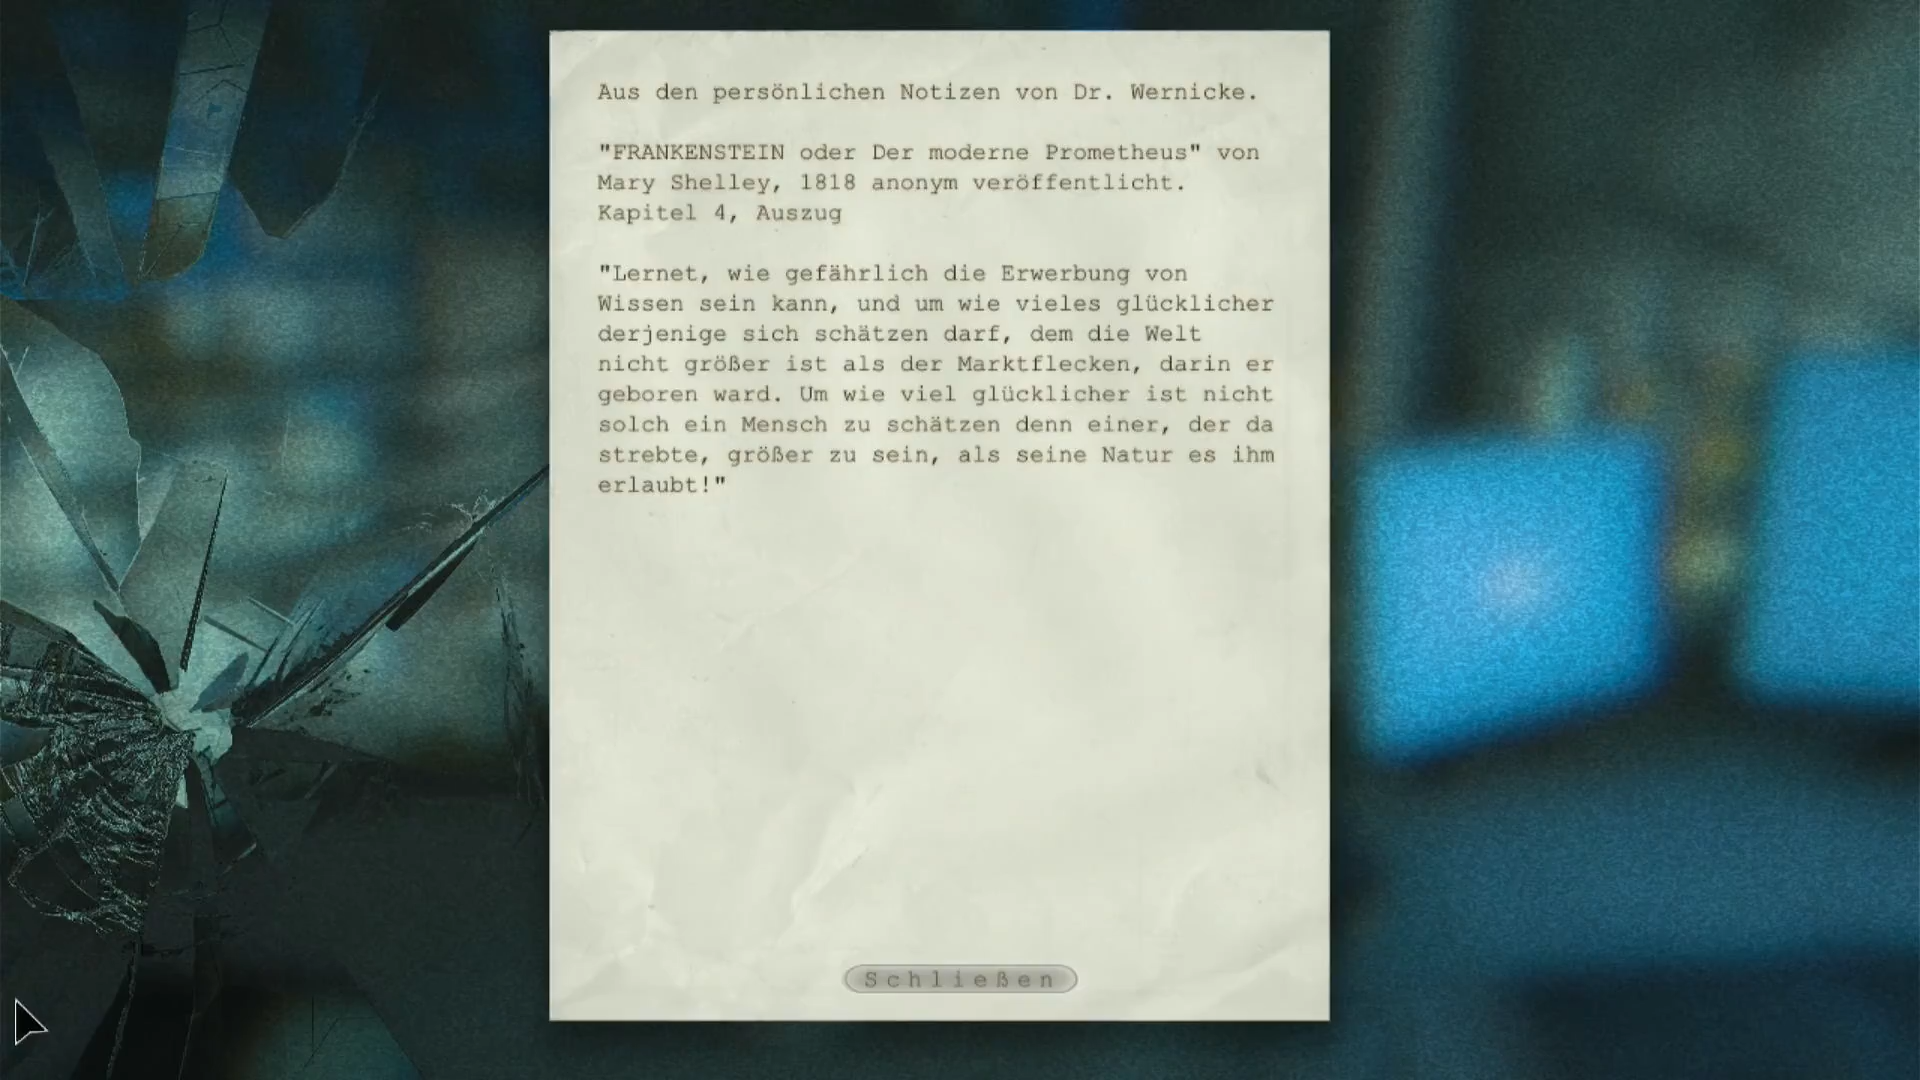 Aus den persönlichen Notizen von Dr. Wernicke.
"FRANKENSTEIN oder Der moderne Prometheus" von
Mary Shelley, 1818 anonym veröffentlicht.
Kapitel 4, Auszug
"Lernet, wie gefährlich die Erwerbung von
Wissen sein kann, und um wie vieles glücklicher
derjenige sich schätzen darf, dem die Welt
nicht größer ist als der Marktflecken, darin er
geboren ward. Um wie viel glücklicher ist nicht
solch ein Mensch zu schätzen denn einer, der da
strebte, größer zu sein, als seine Natur es ihm
erlaubt!"
Schließen